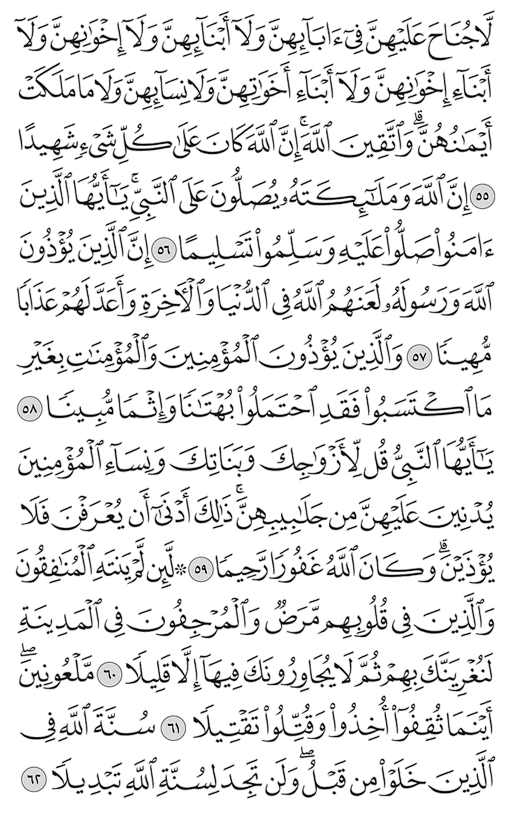 لَّا جُنَاحَ عَلَيْهِنَّ فِىٓ ءَابَآئِهِنَّ وَلَآ أَبْنَآئِهِنَّ وَلَآ إِخْوَٰنِهِنَّ وَلَآ
أَبْنَآءِ إِخْوَٰنِهِنَّ وَلَآ أَبْنَآءِ أَخَوَٰتِهِنَّ وَلَا نِسَآئِهِنَّ وَلَا مَا مَلَكَتْ
أَيْمَٰنُهُنَّۗ وَٱتَّقِينَ ٱللَّهَۚ إِنَّ ٱللَّهَ كَانَ عَلَىٰ كُلِّ شَىْءٍ شَهِيدًا
٥٥ إِنَّ ٱللَّهَ وَمَلَٰٓئِكَتَهُۥ يُصَلُّونَ عَلَى ٱلنَّبِىِّۚ يَٰٓأَيُّهَا ٱلَّذِينَ
ءَامَنُوا۟ صَلُّوا۟ عَلَيْهِ وَسَلِّمُوا۟ تَسْلِيمًا ٥٦ إِنَّ ٱلَّذِينَ يُؤْذُونَ
ٱللَّهَ وَرَسُولَهُۥ لَعَنَهُمُ ٱللَّهُ فِى ٱلدُّنْيَا وَٱلْءَاخِرَةِ وَأَعَدَّ لَهُمْ عَذَابًا
مُّهِينًا ٥٧ وَٱلَّذِينَ يُؤْذُونَ ٱلْمُؤْمِنِينَ وَٱلْمُؤْمِنَٰتِ بِغَيْرِ
مَا ٱكْتَسَبُوا۟ فَقَدِ ٱحْتَمَلُوا۟ بُهْتَٰنًا وَإِثْمًا مُّبِينًا ٥٨
يَٰٓأَيُّهَا ٱلنَّبِىُّ قُل لِّأَزْوَٰجِكَ وَبَنَاتِكَ وَنِسَآءِ ٱلْمُؤْمِنِينَ
يُدْنِينَ عَلَيْهِنَّ مِن جَلَٰبِيبِهِنَّۚ ذَٰلِكَ أَدْنَىٰٓ أَن يُعْرَفْنَ فَلَا
يُؤْذَيْنَۗ وَكَانَ ٱللَّهُ غَفُورًا رَّحِيمًا ٥٩ ۞ لَّئِن لَّمْ يَنتَهِ ٱلْمُنَٰفِقُونَ
وَٱلَّذِينَ فِى قُلُوبِهِم مَّرَضٌ وَٱلْمُرْجِفُونَ فِى ٱلْمَدِينَةِ
لَنُغْرِيَنَّكَ بِهِمْ ثُمَّ لَا يُجَاوِرُونَكَ فِيهَآ إِلَّا قَلِيلًا ٦٠ مَّلْعُونِينَۖ
أَيْنَمَا ثُقِفُوٓا۟ أُخِذُوا۟ وَقُتِّلُوا۟ تَقْتِيلًا ٦١ سُنَّةَ ٱللَّهِ فِى
ٱلَّذِينَ خَلَوْا۟ مِن قَبْلُۖ وَلَن تَجِدَ لِسُنَّةِ ٱللَّهِ تَبْدِيلًا ٦٢